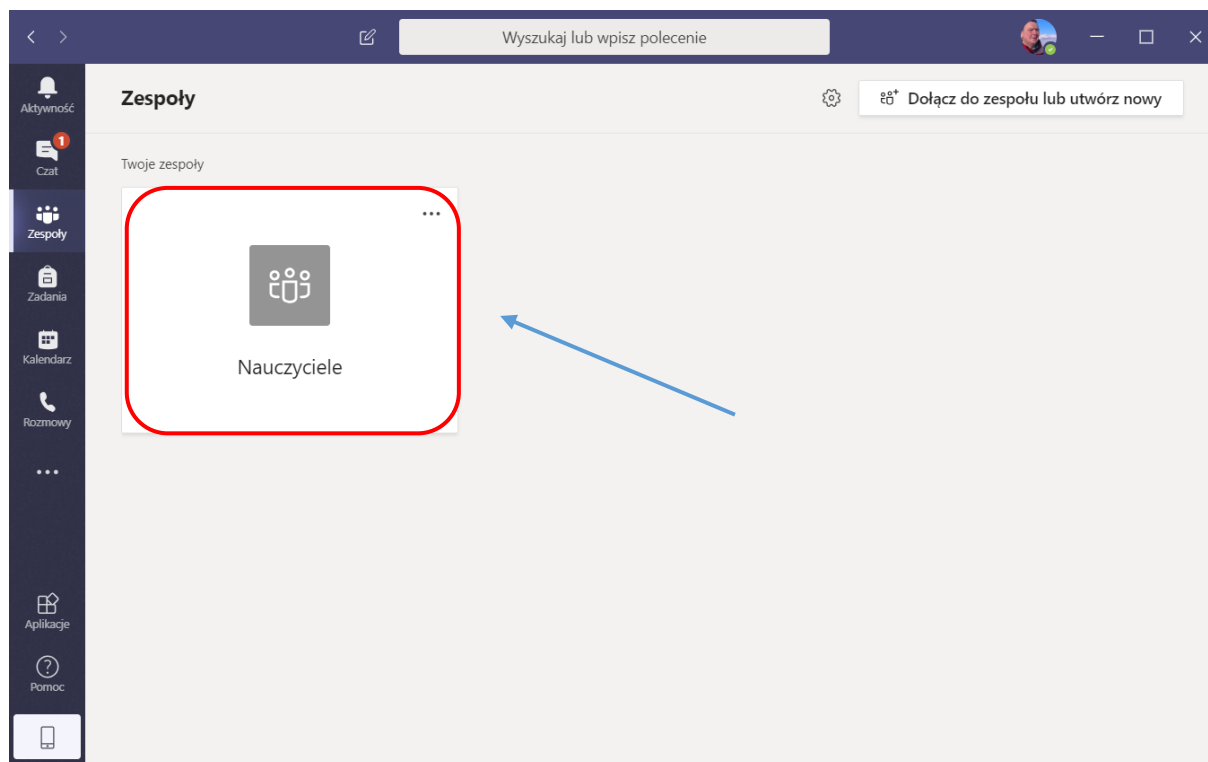 Wyszukaj lub wpisz polecenie
Aktywność
Zespoły
Dołącz do zespołu lub utwórz nowy
1
Czat
Twoje zespoły
Zespoły
Zadania
Nauczyciele
Kalendarz
Rozmowy
Aplikacje
Pomoc